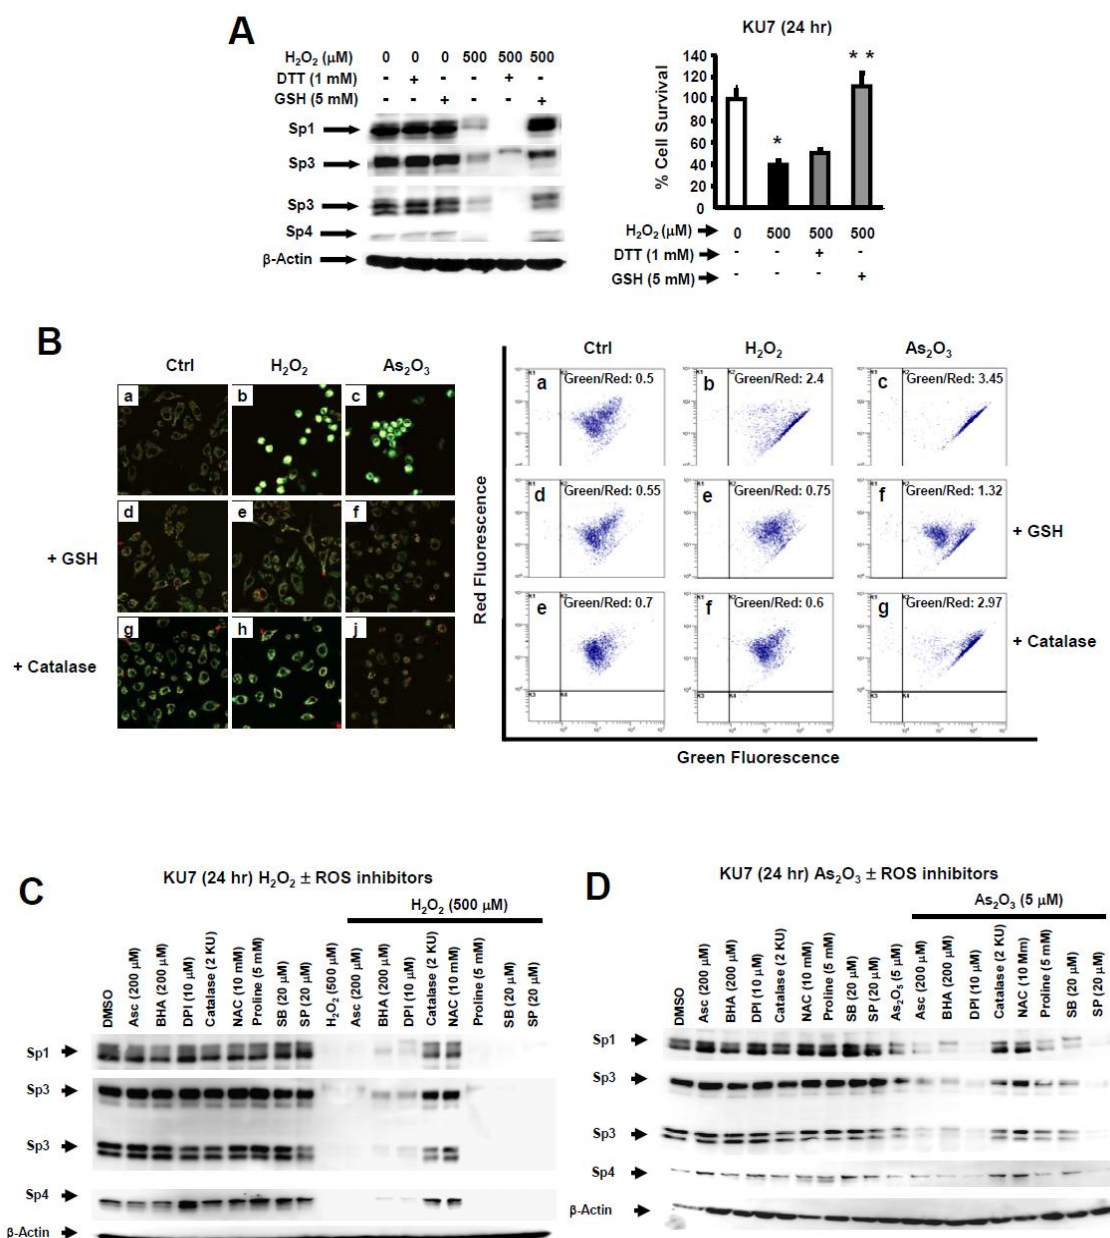 A
H2O2 (μM) 0 0 0 500 500 500
DTT (1 mM) - + - - + -
GSH (5 mM) - - + - - +
Sp1
Sp3
Sp3
Sp4
β-Actin
KU7 (24 hr)
% Cell Survival
140
120
100
80
60
40
20
0
*
* *
H2O2 (μM) 0 500 500 500
DTT (1 mM) - - + -
GSH (5 mM) - - - +
B
Ctrl H2O2 As2O3
a b c
d e f
+ GSH
g h j
+ Catalase
Ctrl H2O2 As2O3
a Green/Red: 0.5
b Green/Red: 2.4
c Green/Red: 3.45
d Green/Red: 0.55
e Green/Red: 0.75
f Green/Red: 1.32
+ GSH
e Green/Red: 0.7
f Green/Red: 0.6
g Green/Red: 2.97
+ Catalase
Red Fluorescence
Green Fluorescence
C
KU7 (24 hr) H2O2 ± ROS inhibitors
H2O2 (500 μM)
DMSO
Asc (200 μM)
BHA (200 μM)
DPI (10 μM)
Catalase (2 KU)
NAC (10 mM)
Proline (5 mM)
SB (20 μM)
SP (20 μM)
H2O2 (500 μM)
Asc (200 μM)
BHA (200 μM)
DPI (10 μM)
Catalase (2 KU)
NAC (10 mM)
Proline (5 mM)
SB (20 μM)
SP (20 μM)
Sp1
Sp3
Sp3
Sp4
β-Actin
D
KU7 (24 hr) As2O3 ± ROS inhibitors
As2O3 (5 μM)
DMSO
Asc (200 μM)
BHA (200 μM)
DPI (10 μM)
Catalase (2 KU)
NAC (10 mM)
Proline (5 mM)
SB (20 μM)
SP (20 μM)
As2O5 (5 μM)
Asc (200 μM)
BHA (200 μM)
DPI (10 μM)
Catalase (2 KU)
NAC (10 Mm)
Proline (5 mM)
SB (20 μM)
SP (20 μM)
Sp1
Sp3
Sp3
Sp4
β-Actin